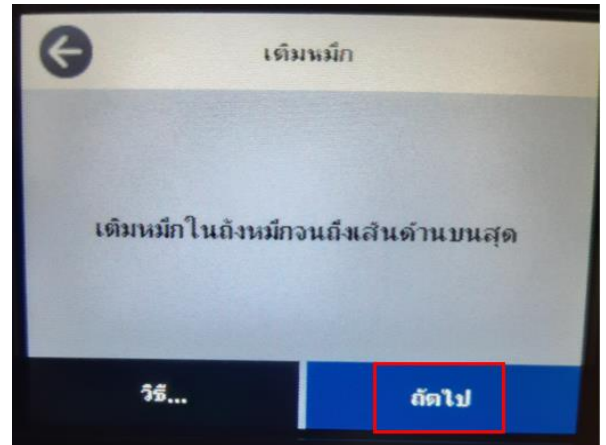 เติมหมึก
เติมหมึกในถังหมึกจนถึงเส้นด้านบนสุด
วิธี...
ถัดไป